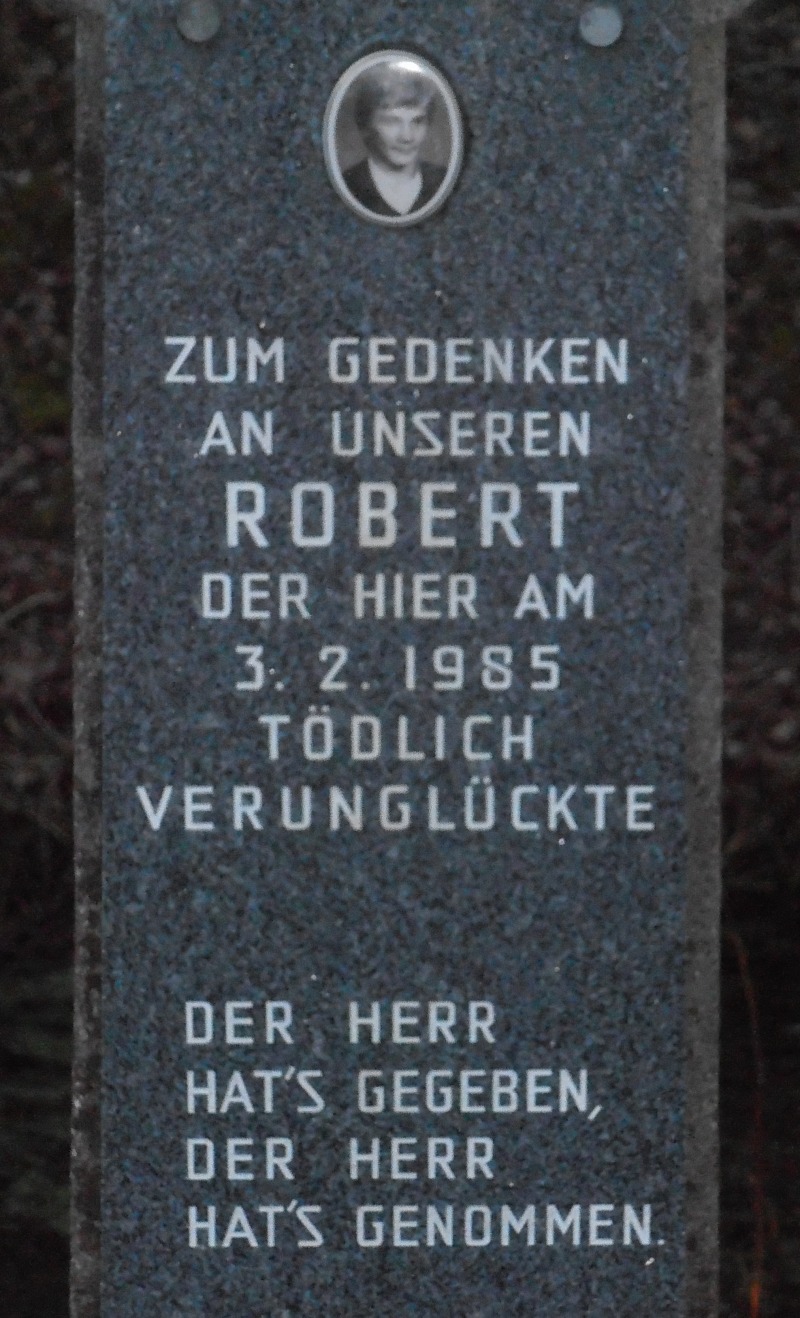 ZUM GEDENKEN
AN UNSEREN
ROBERT
DER HIER AM
3. 2. 1985
TÖDLICH
VERUNGLÜCKTE
DER HERR
HAT'S GEGEBEN,
DER HERR
HAT'S GENOMMEN.